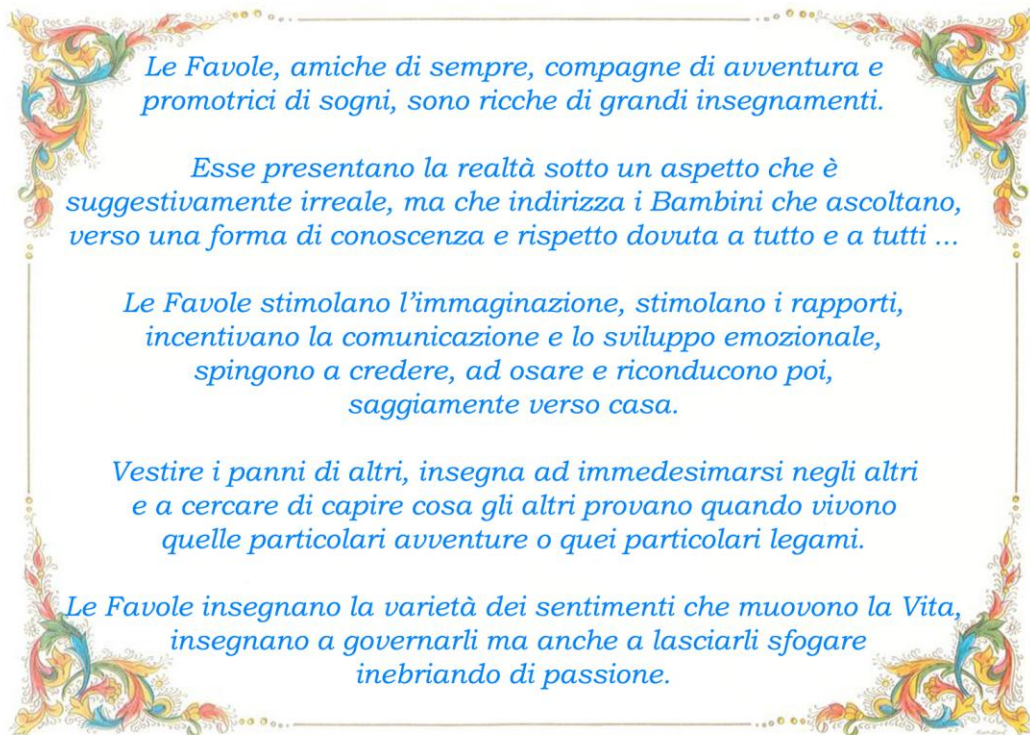 Le Favole, amiche di sempre, compagne di avventura e
promotrici di sogni, sono ricche di grandi insegnamenti.
Esse presentano la realtà sotto un aspetto che è
suggestivamente irreale, ma che indirizza i Bambini che ascoltano,
verso una forma di conoscenza e rispetto dovuta a tutto e a tutti ...
Le Favole stimolano l’immaginazione, stimolano i rapporti,
incentivano la comunicazione e lo sviluppo emozionale,
spingono a credere, ad osare e riconducono poi,
saggiamente verso casa.
Vestire i panni di altri, insegna ad immedesimarsi negli altri
e a cercare di capire cosa gli altri provano quando vivono
quelle particolari avventure o quei particolari legami.
Le Favole insegnano la varietà dei sentimenti che muovono la Vita,
insegnano a governarli ma anche a lasciarli sfogare
inebriando di passione.